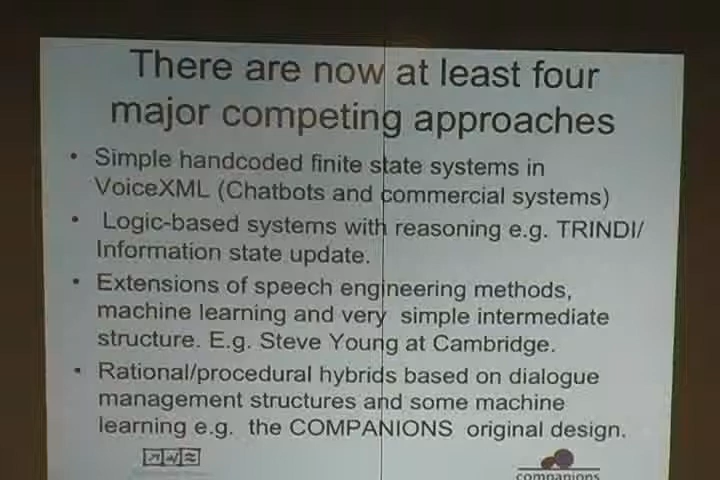 There are now at least four
major competing approaches
• Simple handcoded finite state systems in
VoiceXML (Chatbots and commercial systems)
• Logic-based systems with reasoning e.g. TRINDI/
Information state update.
• Extensions of speech engineering methods,
machine learning and very simple intermediate
structure. E.g. Steve Young at Cambridge.
• Rational/procedural hybrids based on dialogue
management structures and some machine
learning e.g. the COMPANIONS original design.
companions